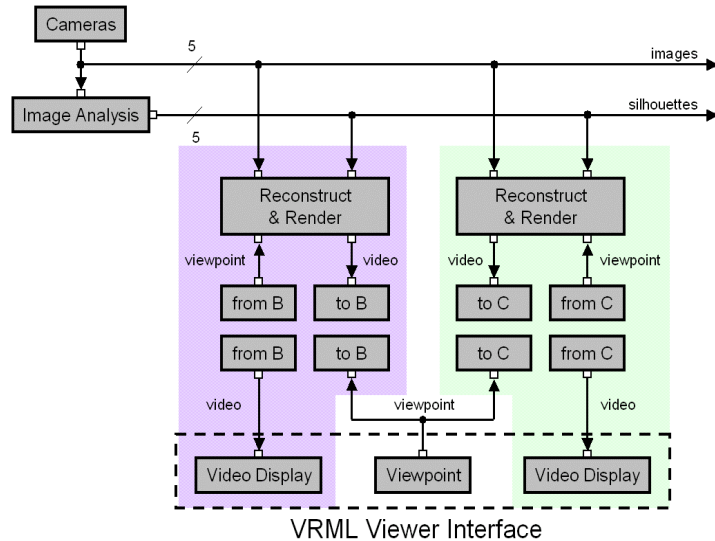 Cameras
5
images
Image Analysis
silhouettes
5
Reconstruct
& Render
Reconstruct
& Render
viewpoint
video
video
viewpoint
from B
to B
to C
from C
from B
to B
to C
from C
video
viewpoint
video
Video Display
Viewpoint
Video Display
VRML Viewer Interface